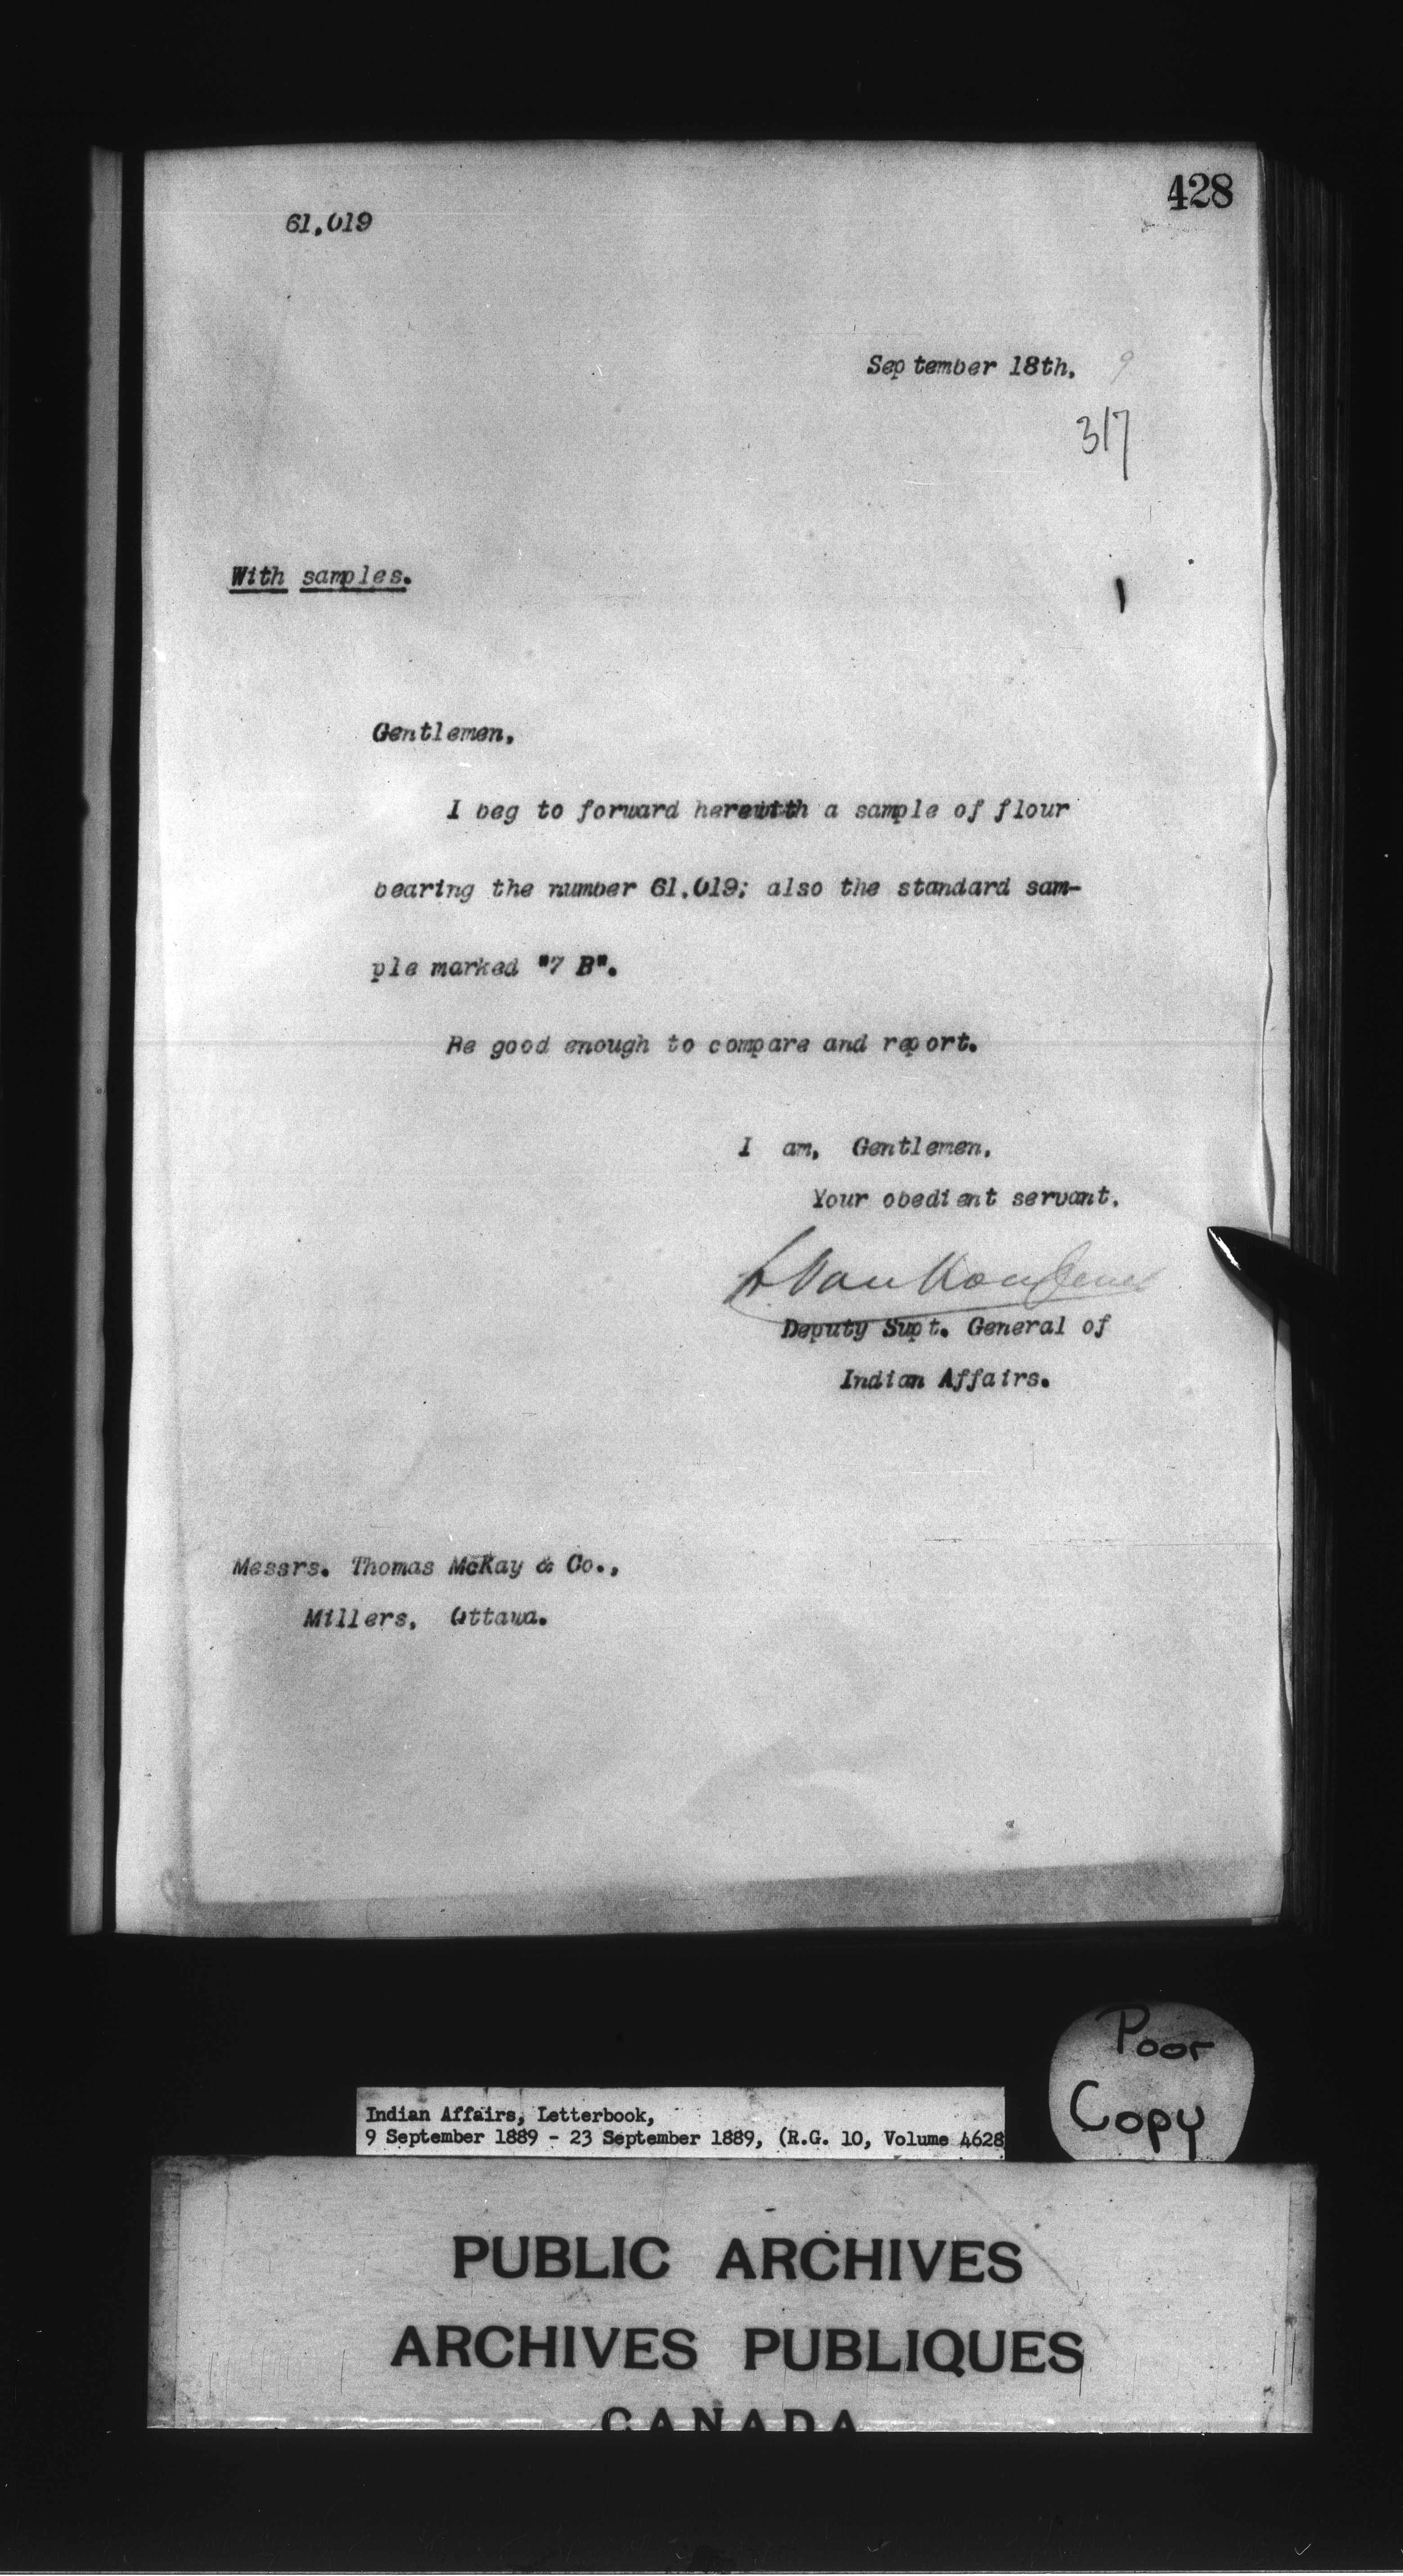 428
61,019
September 18th, 9
317
With samples.
Gentlemen,
I beg to forward herewith a sample of flour
bearing the number 61,019; also the standard sam-
ple marked "7 B".
Be good enough to compare and report.
I am, Gentlemen,
Your obedient servant,
L VanKoughnet
Deputy Supt. General of
Indian Affairs.
Messrs. Thomas McKay & Co.,
Millers, Ottawa.
Poor
Copy
Indian Affairs, Letterbook,
9 September 1889 - 23 September 1889, (R.G. 10, Volume 4628
PUBLIC ARCHIVES
ARCHIVES PUBLIQUES
CANADA